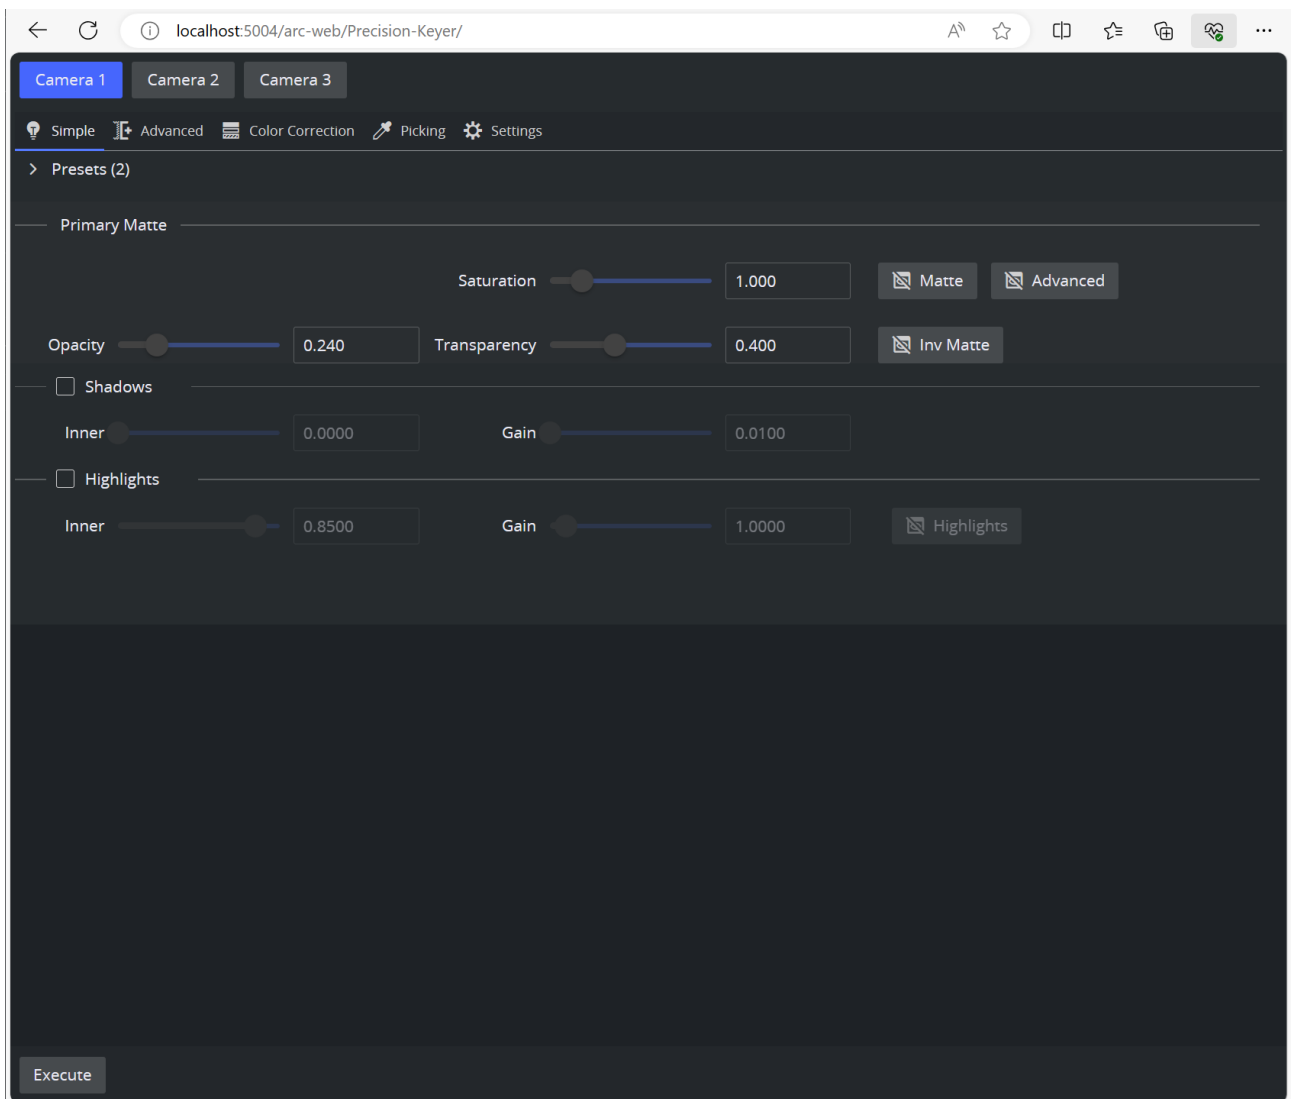 localhost:5004/arc-web/Precision-Keyer/
Camera 1 Camera 2 Camera 3
Simple Advanced Color Correction Picking Settings
Presets (2)
Primary Matte
Saturation 1.000 Matte Advanced
Opacity 0.240 Transparency 0.400 Inv Matte
Shadows
Inner 0.0000 Gain 0.0100
Highlights
Inner 0.8500 Gain 1.0000 Highlights
Execute